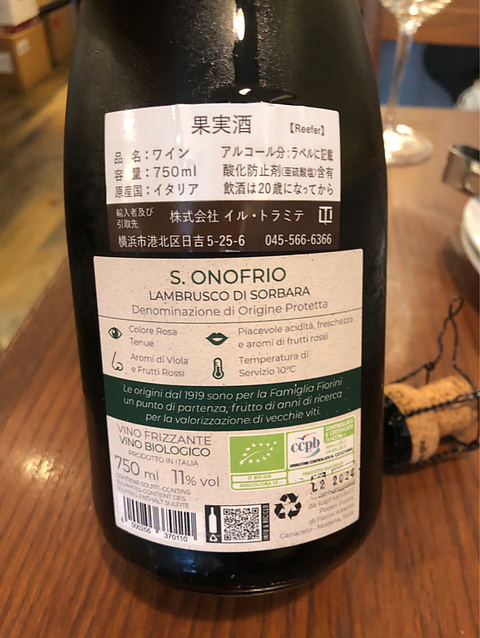 果実酒 【Reefer】
品 名：ワイン アルコール分：ラベルに記載
容 量：750ml 酸化防止剤(亜硫酸塩)含有
原産国：イタリア 飲酒は20歳になってから
輸入者及び
引取先
株式会社 イル・トラミテ
横浜市港北区日吉5-25-6 045-566-6366
S. ONOFRIO
LAMBRUSCO DI SORBARA
Denominazione di Origine Protetta
Colore Rosa
Tenue
Piacevole acidità, freschezza
e aromi di frutti rossi
Aromi di Viola
e Frutti Rossi
Temperatura di
Servizio 10°C
Le origini dal 1919 sono per la Famiglia Fiorini
un punto di partenza, frutto di anni di ricerca
per la valorizzazione di vecchie viti.
VINO FRIZZANTE
VINO BIOLOGICO
PRODOTTO IN ITALIA
750 ml 11% vol
ccpb